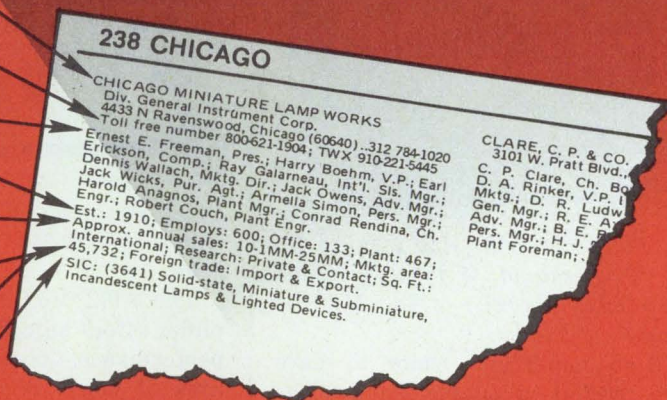 238 CHICAGO
CHICAGO MINIATURE LAMP WORKS
Div. General Instrument Corp.
4433 N Ravenswood, Chicago (60640)..312 784-1020
Toll free number 800-621-1904; TWX 910-221-5445
Ernest E. Freeman, Pres.; Harry Boehm, V.P.; Earl
Erickson, Comp.; Ray Galarneau, Int'l. Sls. Mgr.;
Dennis Wallach, Mktg. Dir.; Jack Owens, Adv. Mgr.;
Jack Wicks, Pur. Agt.; Armella Simon, Pers. Mgr.;
Harold Anagnos, Plant Mgr.; Conrad Rendina, Ch.
Engr.; Robert Couch, Plant Engr.
Est.: 1910; Employs: 600; Office: 133; Plant: 467;
Approx. annual sales: 10-1MM-25MM; Mktg. area:
International; Research: Private & Contact; Sq. Ft.:
45,732; Foreign trade: Import & Export.
SIC: (3641) Solid-state, Miniature & Subminiature,
Incandescent Lamps & Lighted Devices.
CLARE, C. P. & CO.
3101 W. Pratt Blvd.,
C. P. Clare, Ch. Bo
D. A. Rinker, V.P. I
Mktg.; D. R. Ludw
Gen. Mgr.; R. E. A
Adv. Mgr.; B. E.
Pers. Mgr.; H. J.
Plant Foreman;